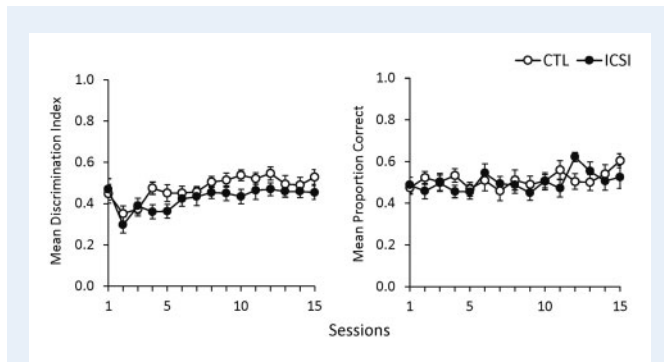 CTL ICSI
Mean Discrimination Index
1.0
0.8
0.6
0.4
0.2
0.0
1 5 10 15
Mean Proportion Correct
1.0
0.8
0.6
0.4
0.2
0.0
1 5 10 15
Sessions